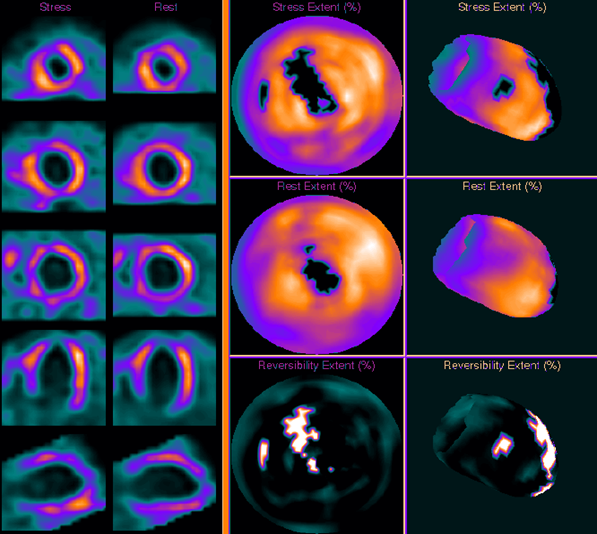 Stress Rest Stress Extent (%) Stress Extent (%)
Rest Extent (%) Rest Extent (%)
Reversibility Extent (%) Reversibility Extent (%)